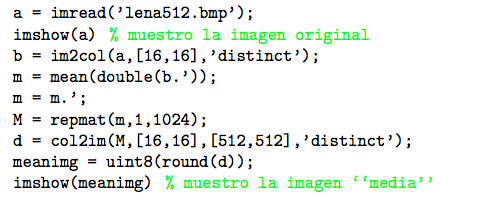 a = imread(’lena512.bmp’);
imshow(a) % muestro la imagen original
b = im2col(a,[16,16],’distinct’);
m = mean(double(b.’));
m = m.’;
M = repmat(m,1,1024);
d = col2im(M,[16,16],[512,512],’distinct’);
meanimg = uint8(round(d));
imshow(meanimg) % muestro la imagen ‘‘media’’